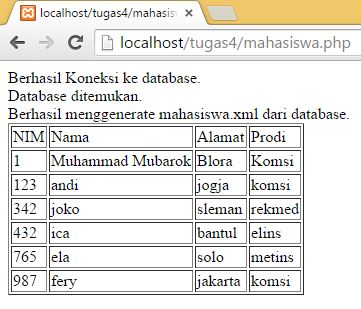 localhost/tugas4/mahasis
localhost/tugas4/mahasiswa.php
Berhasil Koneksi ke database.
Database ditemukan.
Berhasil menggenerate mahasiswa.xml dari database.
NIM Nama Alamat Prodi
1 Muhammad Mubarok Blora Komsi
123 andi jogja komsi
342 joko sleman rekmed
432 ica bantul elins
765 ela solo metins
987 fery jakarta komsi